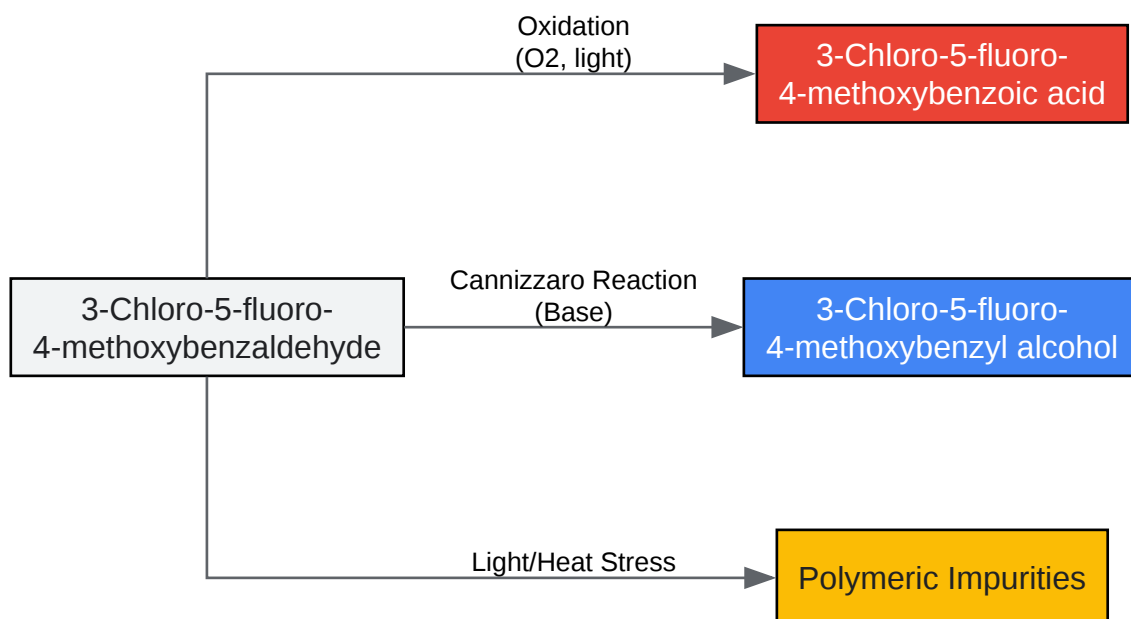 Oxidation
(O2, light)
3-Chloro-5-fluoro-
4-methoxybenzoic acid
3-Chloro-5-fluoro-
4-methoxybenzaldehyde
Cannizzaro Reaction
(Base)
3-Chloro-5-fluoro-
4-methoxybenzyl alcohol
Light/Heat Stress
Polymeric Impurities